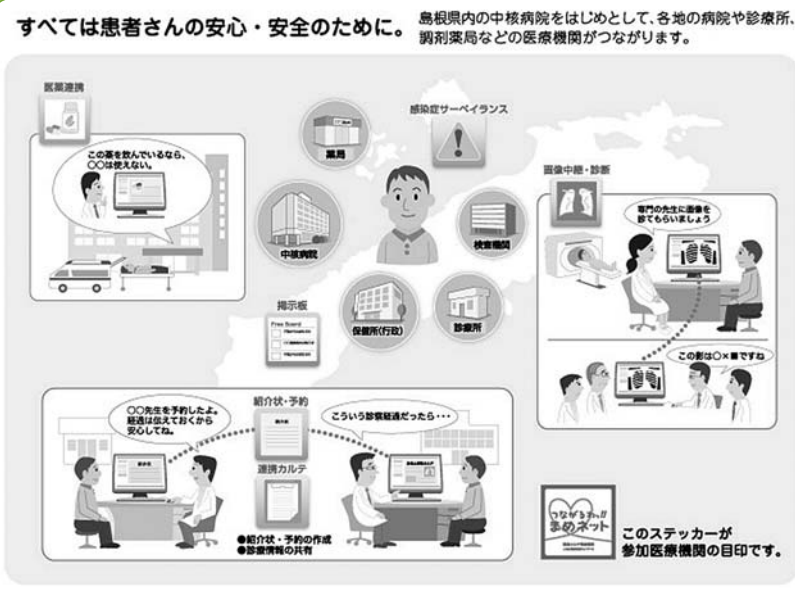 すべては患者さんの安心・安全のために。
島根県内の中核病院をはじめとして、各地の病院や診療所、
調剤薬局などの医療機関がつながります。
医薬連携
この薬を飲んでいるなら、
〇〇は使えない。
薬局
感染症サーベイランス
中核病院
検査機関
保健所(行政)
診療所
掲示板
Free Board
画像中継・診断
専門の先生に画像を
診てもらいましょう
この影は○×■ですね
〇〇先生を予約したよ。
経過は伝えておくから
安心してね。
紹介状・予約
紹介状
こういう診察経過だったら・・・
連携カルテ
●紹介状・予約の作成
●診療情報の共有
つながるネット!!
まめネット
このステッカーが
参加医療機関の目印です。